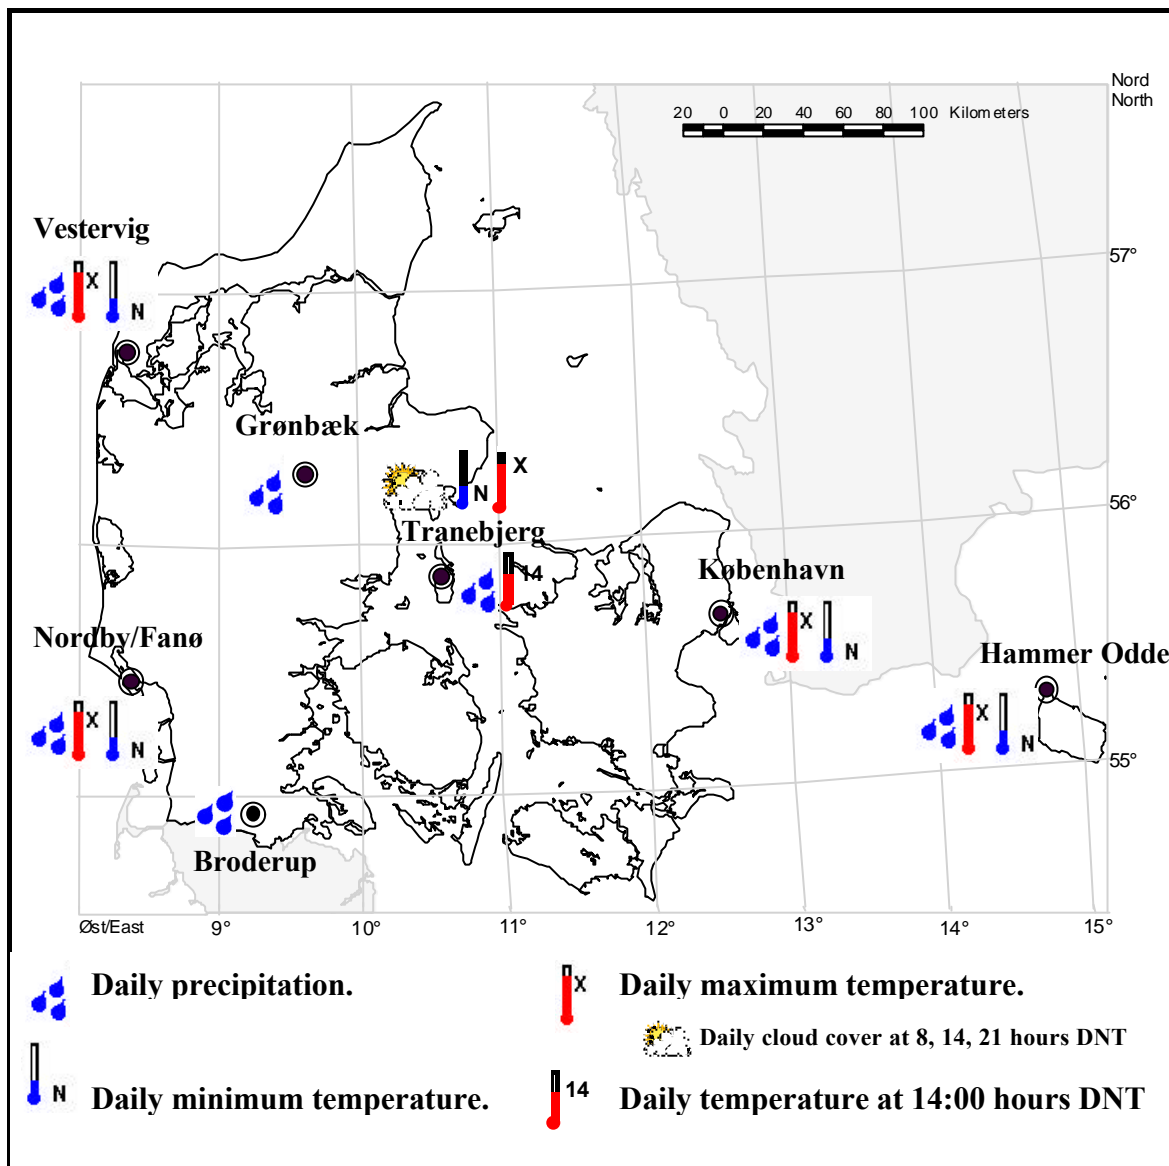 Nord
North
20 0 20 40 60 80 100 Kilometers
Vestervig
57°
X
N
Grønbæk
X
N
56°
Tranebjerg
14
København
X
N
Nordby/Fanø
Hammer Odde
X
N
X
N
55°
Broderup
Øst/East 9° 10° 11° 12° 13° 14° 15°
Daily precipitation.
X Daily maximum temperature.
Daily cloud cover at 8, 14, 21 hours DNT
N Daily minimum temperature.
14 Daily temperature at 14:00 hours DNT